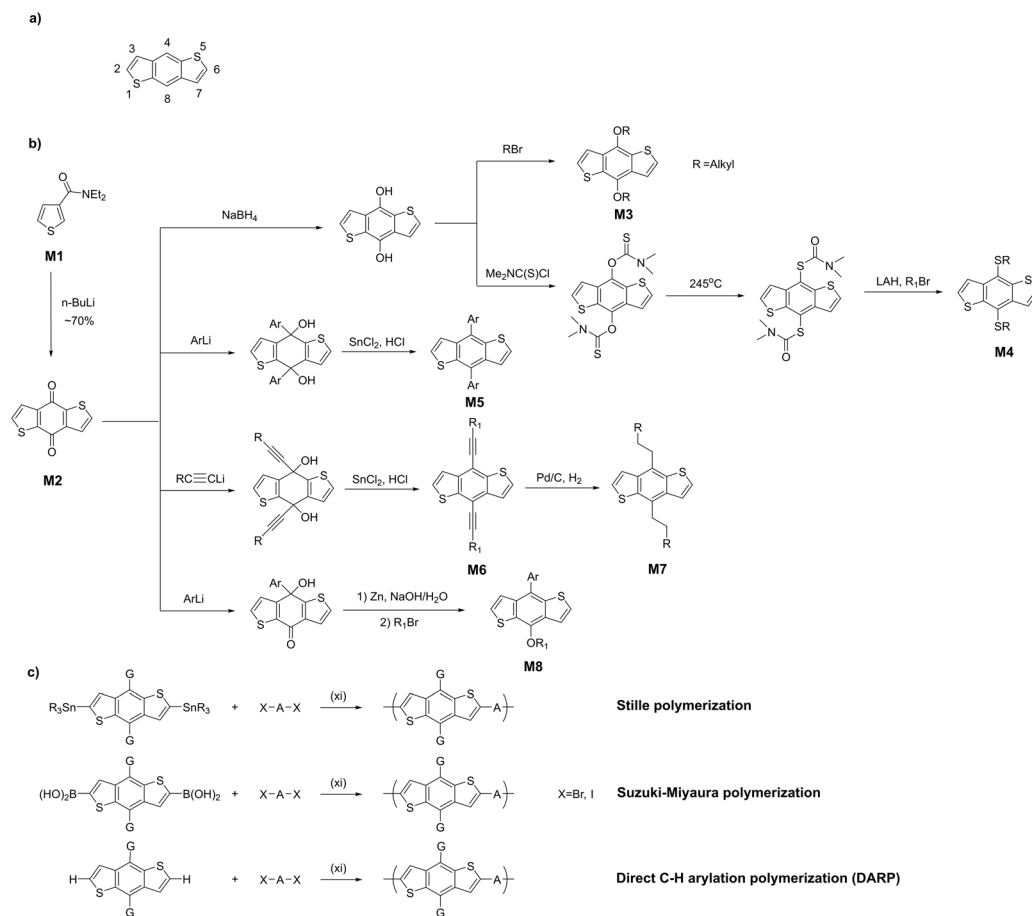 a)
3
4
S
5
2
6
S
1
8
7
b)
O
NEt2
S
M1
n-BuLi
~70%
O
S
S
O
M2
NaBH4
OH
S
S
OH
RBr
OR
S
S
OR
M3
R =Alkyl
Me2NC(S)Cl
S
O
N
S
S
N
O
S
245°C
O
S
N
S
S
N
S
O
LAH, R1Br
SR
S
S
SR
M4
ArLi
Ar
OH
S
S
Ar
OH
SnCl2, HCl
Ar
S
S
Ar
M5
RC≡CLi
R
OH
S
S
OH
R
SnCl2, HCl
R1
S
S
R1
M6
Pd/C, H2
R
S
S
R
M7
ArLi
Ar
OH
S
S
O
1) Zn, NaOH/H2O
2) R1Br
Ar
S
S
OR1
M8
c)
G
S
R3Sn
SnR3
S
G
+
X-A-X
(xi)
G
S
A
S
G
Stille polymerization
G
S
(HO)2B
B(OH)2
S
G
+
X-A-X
(xi)
G
S
A
S
G
X=Br, I
Suzuki-Miyaura polymerization
G
S
H
H
S
G
+
X-A-X
(xi)
G
S
A
S
G
Direct C-H arylation polymerization (DARP)